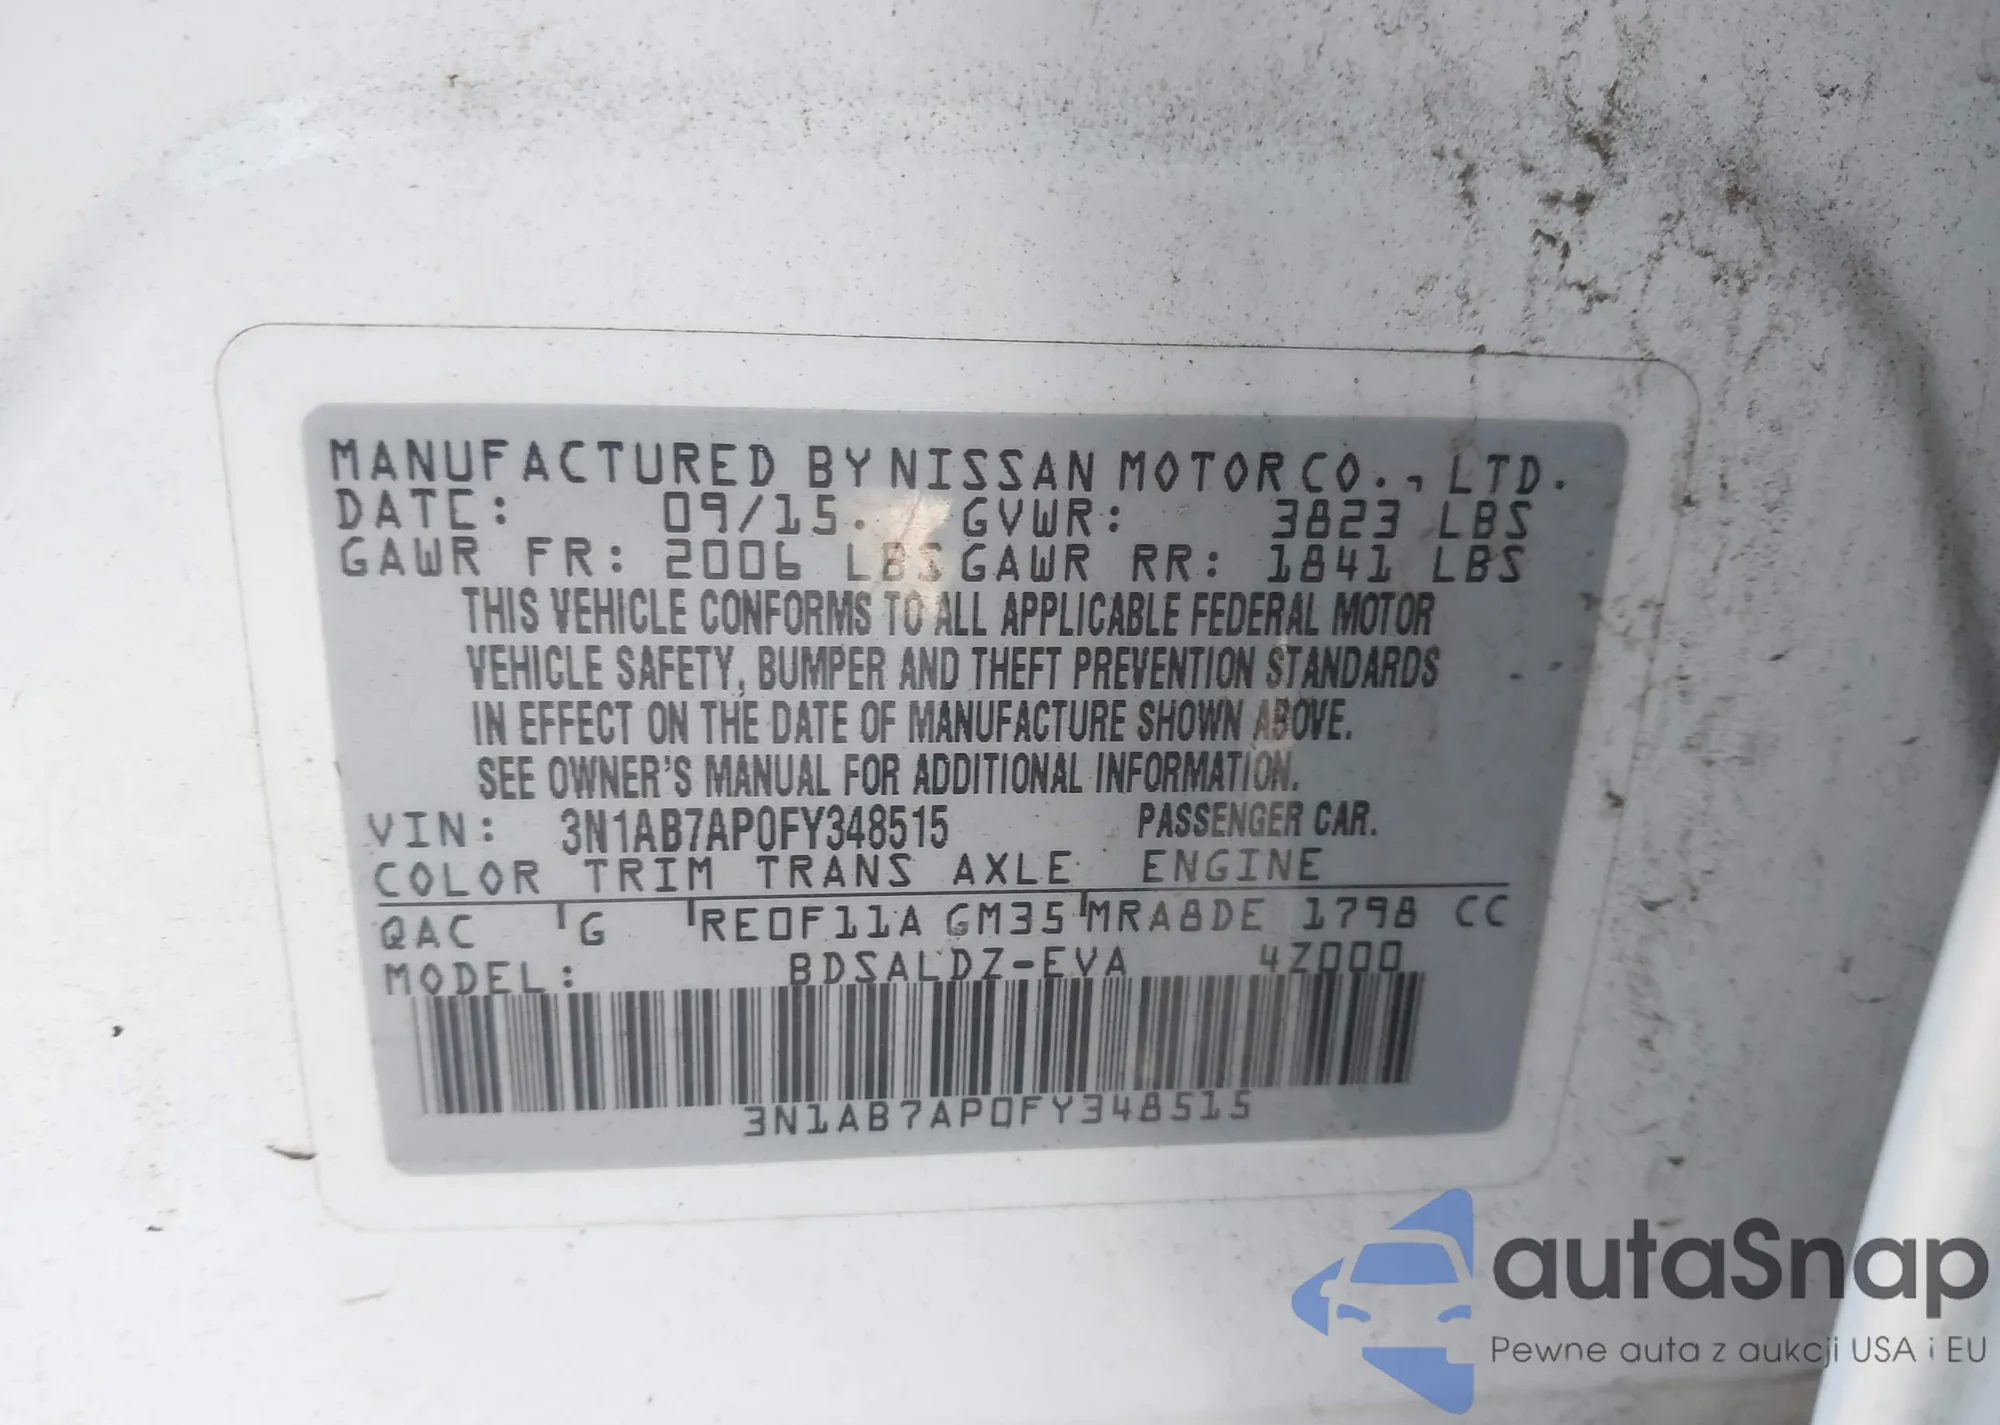 MANUFACTURED BY NISSAN MOTOR CO., LTD.
DATE: 09/15. GVWR: 3823 LBS
GAWR FR: 2006 LBS GAWR RR: 1841 LBS
THIS VEHICLE CONFORMS TO ALL APPLICABLE FEDERAL MOTOR
VEHICLE SAFETY, BUMPER AND THEFT PREVENTION STANDARDS
IN EFFECT ON THE DATE OF MANUFACTURE SHOWN ABOVE.
SEE OWNER'S MANUAL FOR ADDITIONAL INFORMATION.
VIN: 3N1AB7AP0FY348515 PASSENGER CAR.
COLOR TRIM TRANS AXLE ENGINE
QAC G RE0F11A GM35 MRA8DE 1798 CC
MODEL: BDSALDZ-EVA 4Z000
3N1AB7AP0FY348515
autaSnap
Pewne auta z aukcji USA i EU